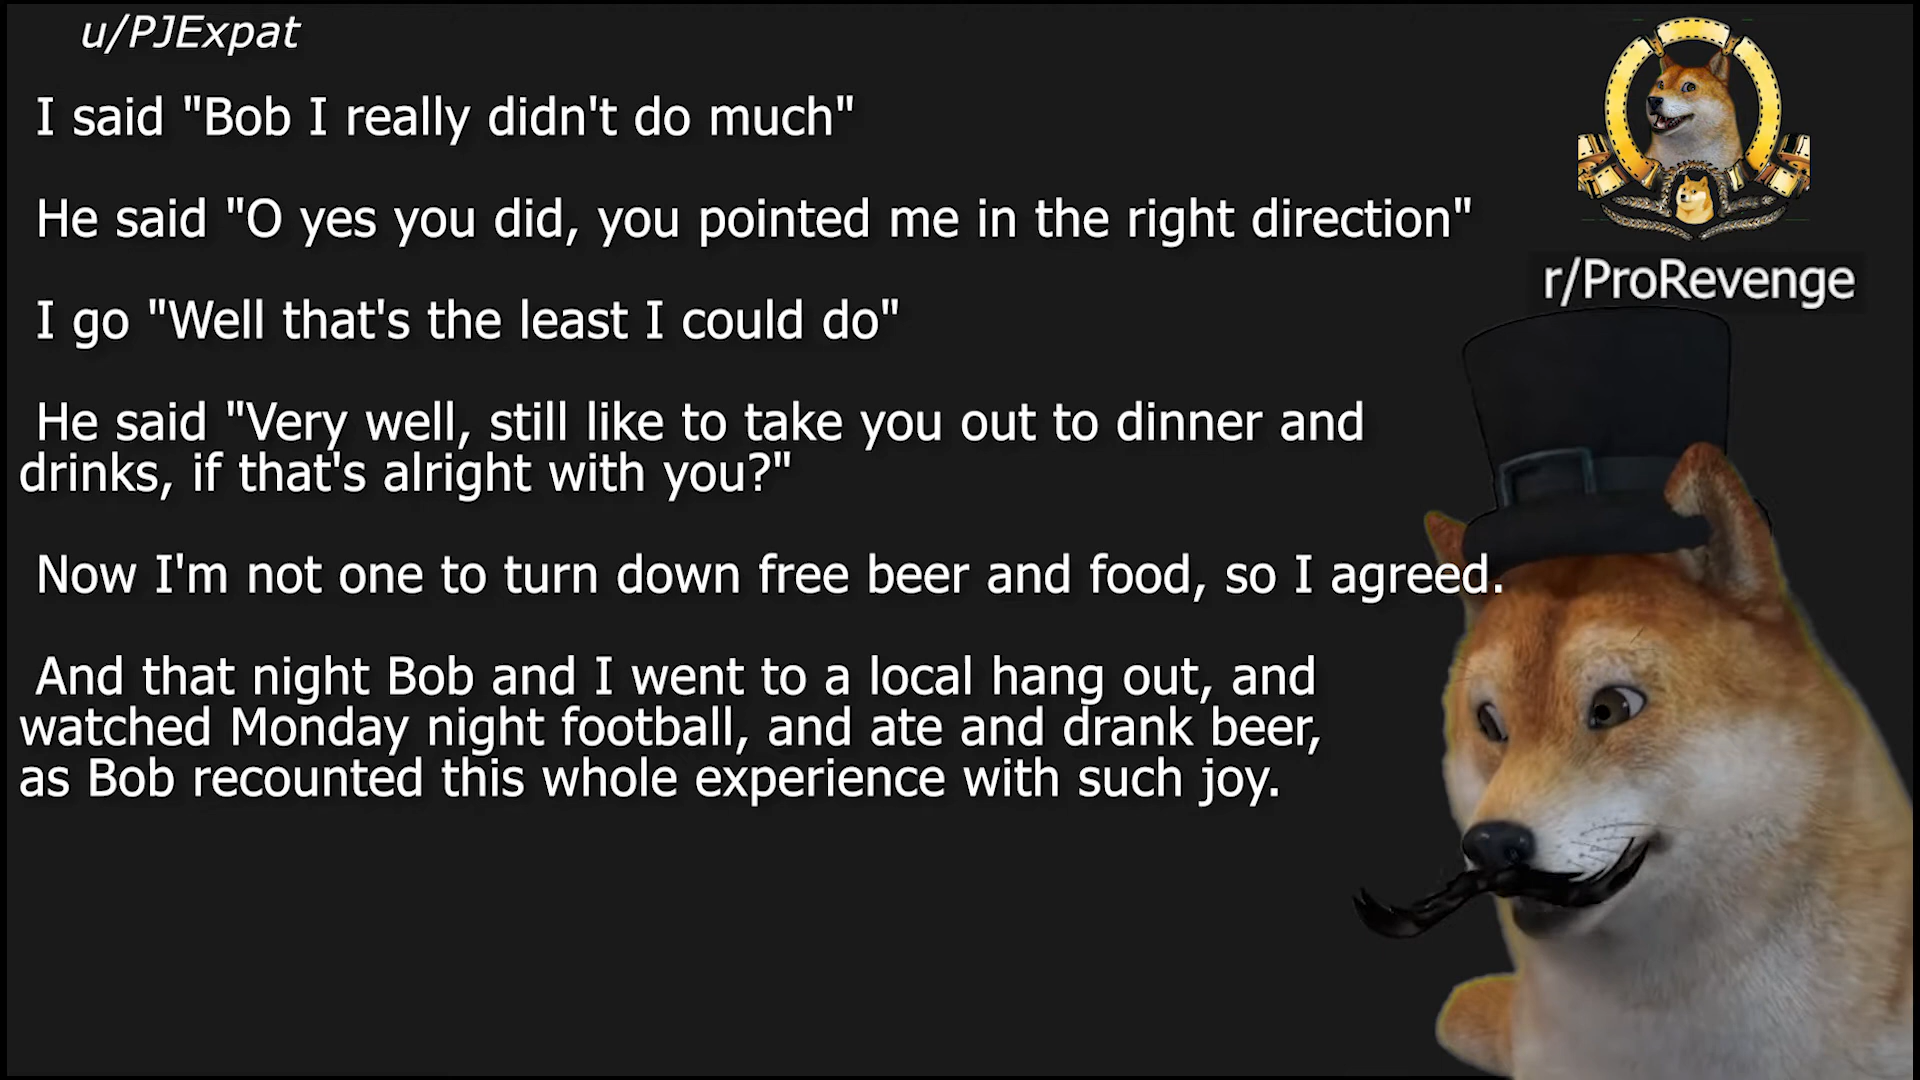 u/PJExpat
I said "Bob I really didn't do much"
He said "O yes you did, you pointed me in the right direction"
I go "Well that's the least I could do"
He said "Very well, still like to take you out to dinner and
drinks, if that's alright with you?"
Now I'm not one to turn down free beer and food, so I agreed.
And that night Bob and I went to a local hang out, and
watched Monday night football, and ate and drank beer,
as Bob recounted this whole experience with such joy.
r/ProRevenge